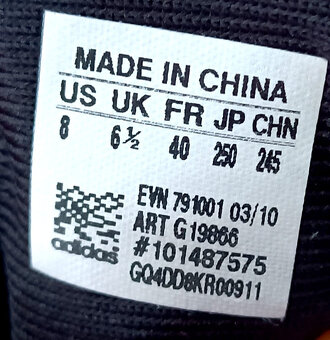 MADE IN CHINA
US UK FR JP CHN
8 6½ 40 250 245
EVN 791001 03/10
ART G19866
#101487575
GQ4DD8KR00911
adidas